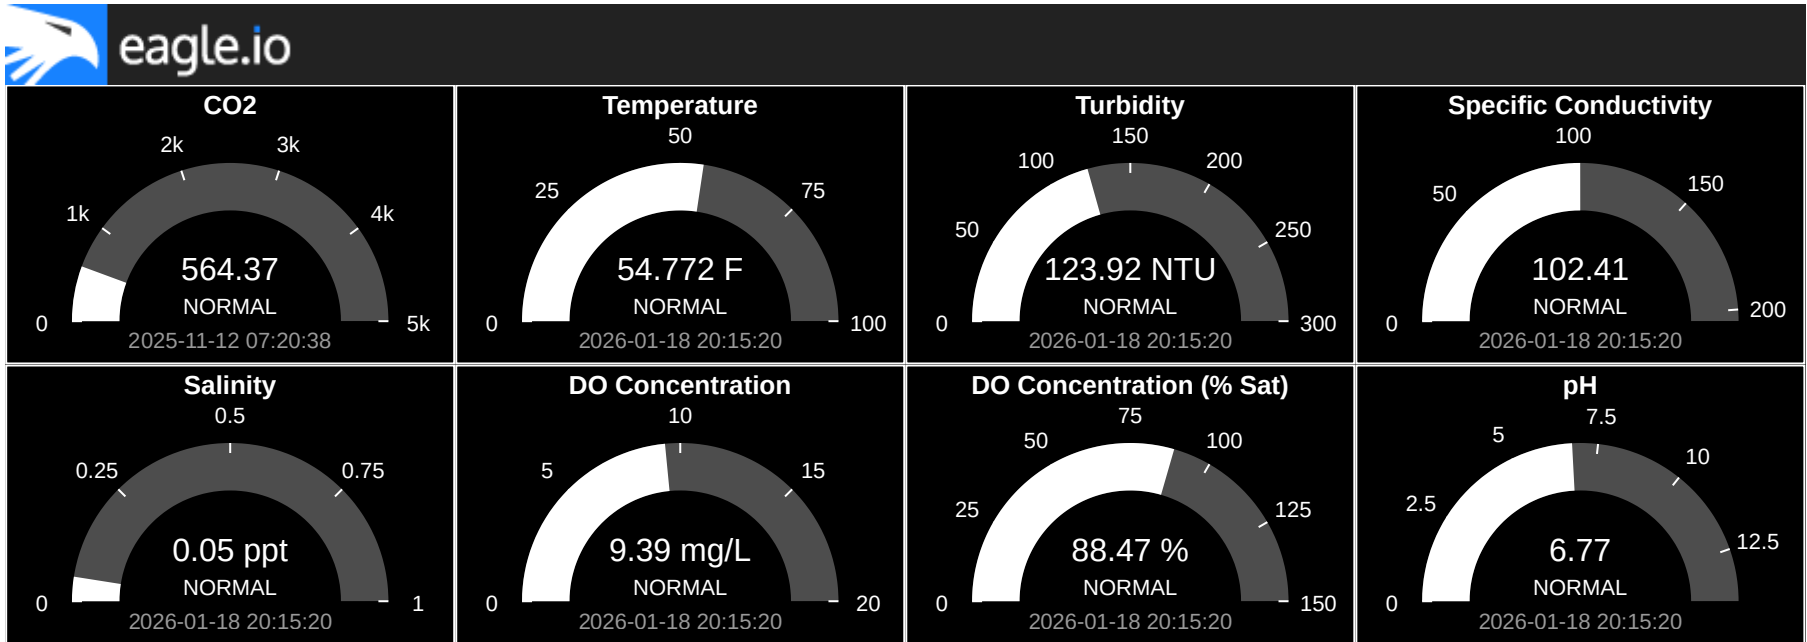 eagle.io
CO2
0
1k
2k
3k
4k
5k
564.37
NORMAL
2025-11-12 07:20:38
Temperature
0
25
50
75
100
54.772 F
NORMAL
2026-01-18 20:15:20
Turbidity
0
50
100
150
200
250
300
123.92 NTU
NORMAL
2026-01-18 20:15:20
Specific Conductivity
0
50
100
150
200
102.41
NORMAL
2026-01-18 20:15:20
Salinity
0
0.25
0.5
0.75
1
0.05 ppt
NORMAL
2026-01-18 20:15:20
DO Concentration
0
5
10
15
20
9.39 mg/L
NORMAL
2026-01-18 20:15:20
DO Concentration (% Sat)
0
25
50
75
100
125
150
88.47 %
NORMAL
2026-01-18 20:15:20
pH
0
2.5
5
7.5
10
12.5
6.77
NORMAL
2026-01-18 20:15:20